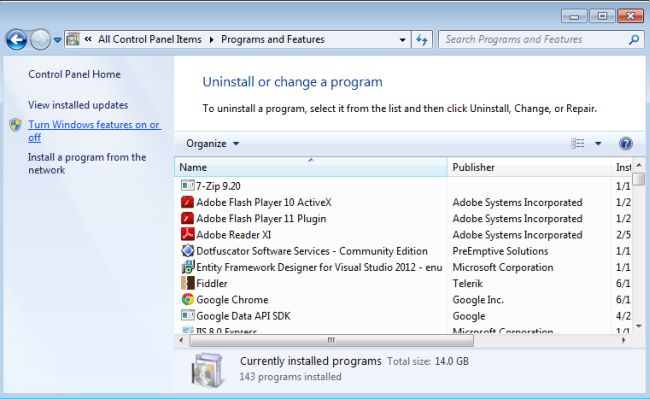 « All Control Panel Items ▸ Programs and Features
Search Programs and Features
Control Panel Home
View installed updates
Turn Windows features on or
off
Install a program from the
network
Uninstall or change a program
To uninstall a program, select it from the list and then click Uninstall, Change, or Repair.
Organize
Name Publisher Inst
7-Zip 9.20 1/1
Adobe Flash Player 10 ActiveX Adobe Systems Incorporated 1/2
Adobe Flash Player 11 Plugin Adobe Systems Incorporated 1/2
Adobe Reader XI Adobe Systems Incorporated 2/5
Dotfuscator Software Services - Community Edition PreEmptive Solutions 1/1
Entity Framework Designer for Visual Studio 2012 - enu Microsoft Corporation 1/1
Fiddler Telerik 6/1
Google Chrome Google Inc. 6/1
Google Data API SDK Google 4/2
IIS 8.0 Express Microsoft Corporation 1/1
Currently installed programs Total size: 14.0 GB
143 programs installed